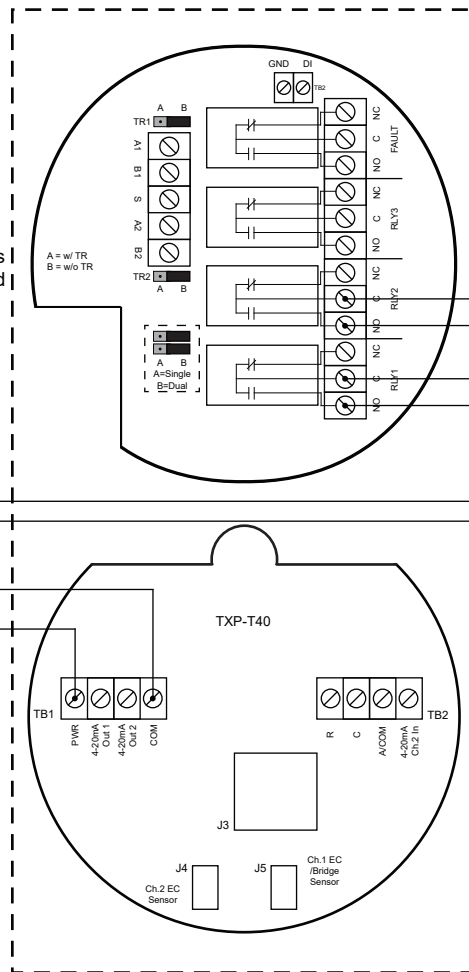 GND DI
TB2
A B
TR1
A1
B1
S
A2
B2
TR2
A B
A = w/ TR
B = w/o TR
A B
A=Single
B=Dual
NC
C
NO
FAULT
NC
C
NO
RLY3
NC
C
NO
RLY2
NC
C
NO
RLY1
s
d
TXP-T40
TB1
PWR
4-20mA
Out 1
4-20mA
Out 2
COM
R
C
A/COM
4-20mA
Ch.2 In
TB2
J3
J4
Ch.2 EC
Sensor
J5
Ch.1 EC
/Bridge
Sensor